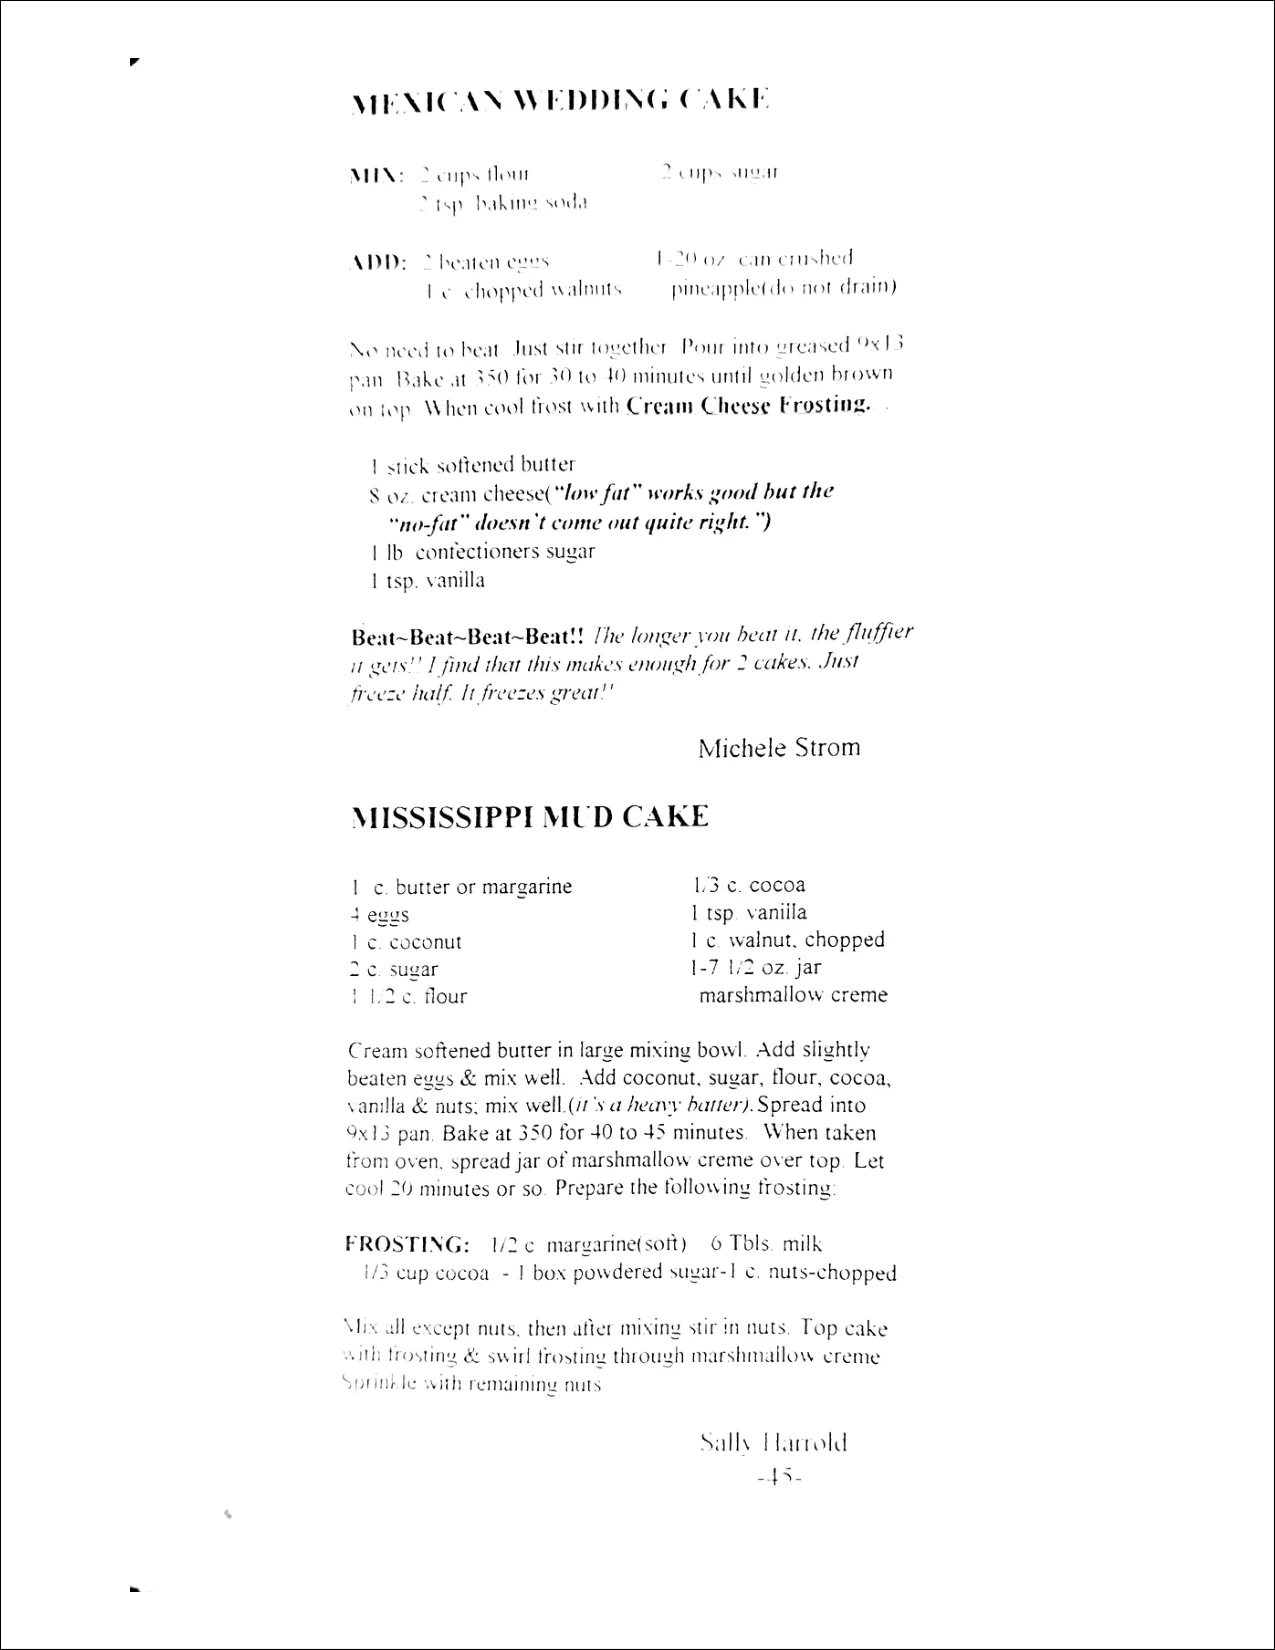 MEXICAN WEDDING CAKE
MIX: 2 cups flour 2 cups sugar
2 tsp. baking soda
ADD: 2 beaten eggs 1-20 oz. can crushed
1 c. chopped walnuts pineapple(do not drain)
No need to beat. Just stir together. Pour into greased 9x13
pan. Bake at 350 for 30 to 40 minutes until golden brown
on top. When cool frost with Cream Cheese Frosting.
1 stick softened butter
8 oz. cream cheese("low fat" works good but the
"no-fat" doesn't come out quite right.")
1 lb. confectioners sugar
1 tsp. vanilla
Beat~Beat~Beat~Beat!! The longer you beat it, the fluffier
it gets!! I find that this makes enough for 2 cakes. Just
freeze half. It freezes great!!
Michele Strom
MISSISSIPPI MUD CAKE
1 c. butter or margarine 1/3 c. cocoa
4 eggs 1 tsp. vanilla
1 c. coconut 1 c. walnut, chopped
2 c. sugar 1-7 1/2 oz. jar
1 1/2 c. flour marshmallow creme
Cream softened butter in large mixing bowl. Add slightly
beaten eggs & mix well. Add coconut, sugar, flour, cocoa,
vanilla & nuts; mix well.(it's a heavy batter). Spread into
9x13 pan. Bake at 350 for 40 to 45 minutes. When taken
from oven, spread jar of marshmallow creme over top. Let
cool 20 minutes or so. Prepare the following frosting:
FROSTING: 1/2 c. margarine(soft) 6 Tbls. milk
1/3 cup cocoa - 1 box powdered sugar-1 c. nuts-chopped
Mix all except nuts, then after mixing stir in nuts. Top cake
with frosting & swirl frosting through marshmallow creme.
Sprinkle with remaining nuts.
Sally Harrold
-45-